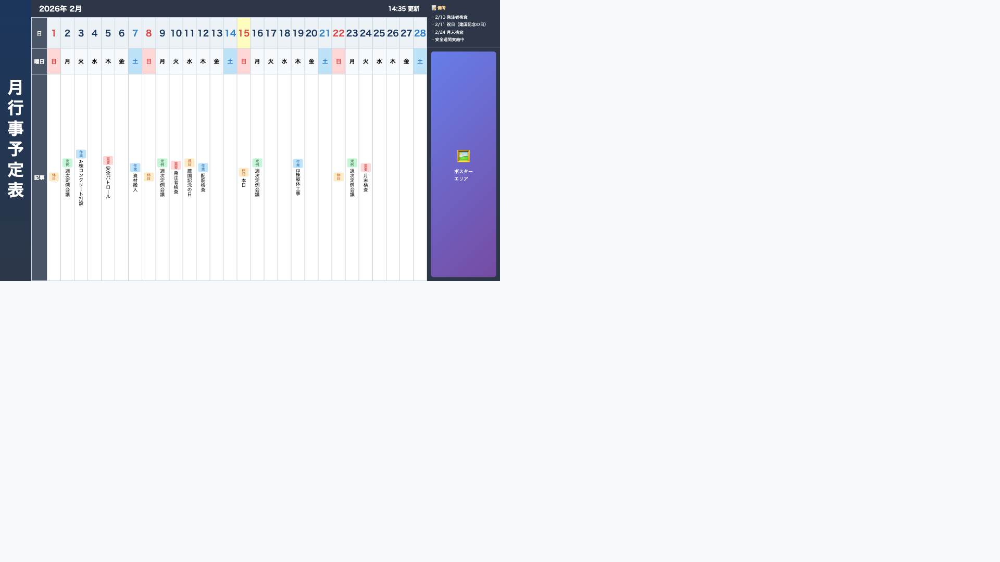 月行事予定表
2026年 2月
14:35 更新
日 1 2 3 4 5 6 7 8 9 10 11 12 13 14 15 16 17 18 19 20 21 22 23 24 25 26 27 28
曜日 日 月 火 水 木 金 土 日 月 火 水 木 金 土 日 月 火 水 木 金 土 日 月 火 水 木 金 土
記事
休日
定例 週次定例会議
作業 A棟コンクリート打設
重要 安全パトロール
作業 資材搬入
休日
定例 週次定例会議
重要 発注者検査
祝日 建国記念の日
作業 配筋検査
休日 本日
定例 週次定例会議
作業 B棟躯体工事
休日
定例 週次定例会議
重要 月末検査
備考
・2/10 発注者検査
・2/11 祝日（建国記念の日）
・2/24 月末検査
・安全週間実施中
ポスター
エリア